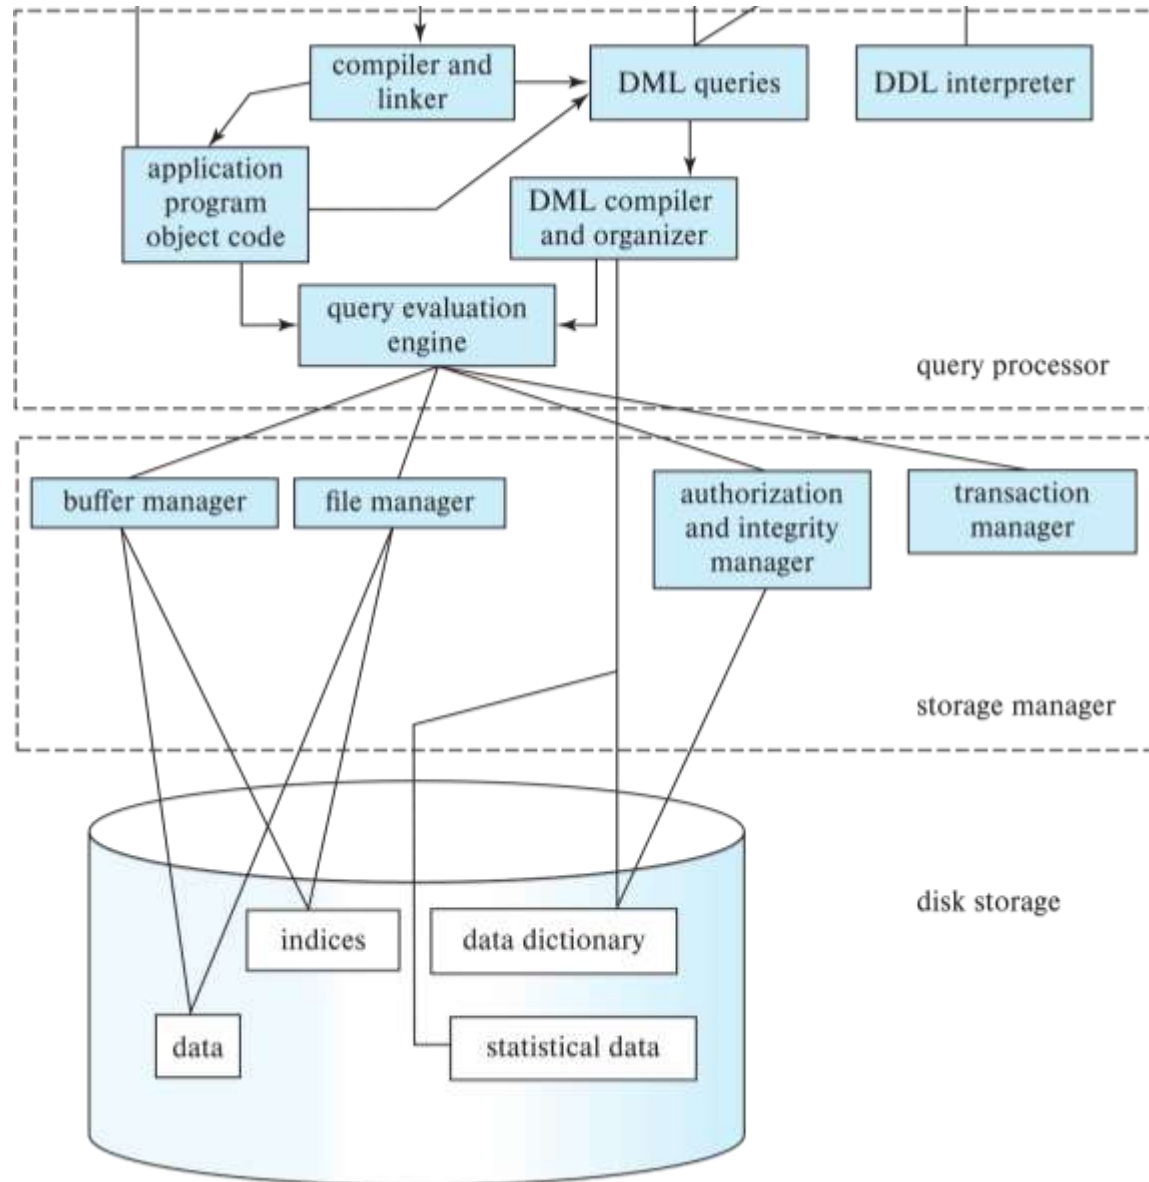 compiler and
linker
DML queries
DDL interpreter
application
program
object code
DML compiler
and organizer
query evaluation
engine
query processor
buffer manager
file manager
authorization
and integrity
manager
transaction
manager
storage manager
disk storage
indices
data dictionary
data
statistical data